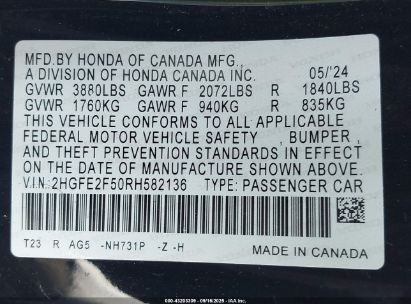 MFD.BY HONDA OF CANADA MFG.,
A DIVISION OF HONDA CANADA INC. 05/'24
GVWR 3880LBS GAWR F 2072LBS R 1840LBS
GVWR 1760KG GAWR F 940KG R 835KG
THIS VEHICLE CONFORMS TO ALL APPLICABLE
FEDERAL MOTOR VEHICLE SAFETY , BUMPER ,
AND THEFT PREVENTION STANDARDS IN EFFECT
ON THE DATE OF MANUFACTURE SHOWN ABOVE.
V.I.N: 2HGFE2F50RH582136 TYPE: PASSENGER CAR
T23 R AG5 -NH731P -Z -H
MADE IN CANADA